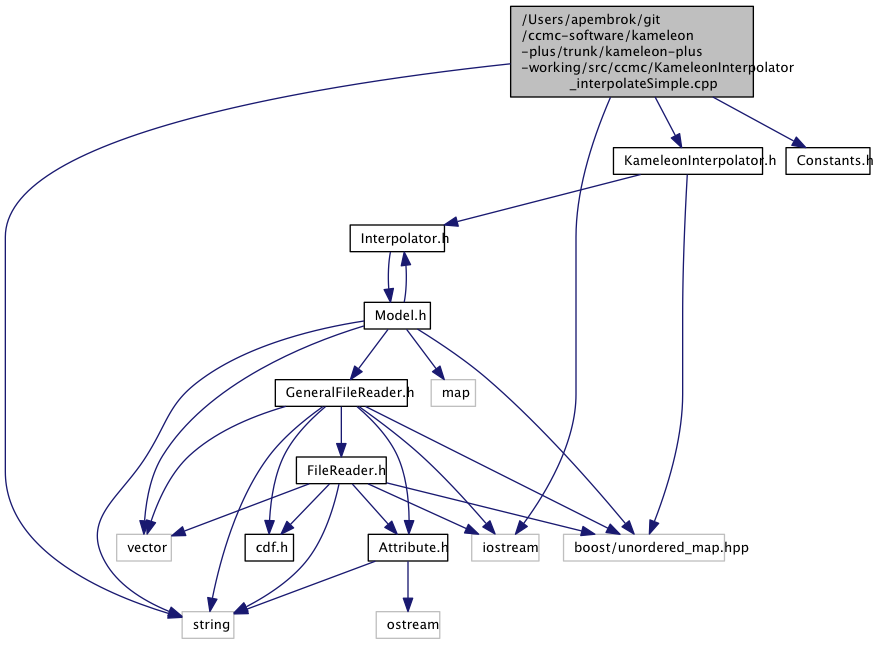 /Users/apembrok/git
/ccmc-software/kameleon
-plus/trunk/kameleon-plus
-working/src/ccmc/KameleonInterpolator
_interpolateSimple.cpp
KameleonInterpolator.h
Constants.h
Interpolator.h
Model.h
GeneralFileReader.h
map
FileReader.h
vector
cdf.h
Attribute.h
iostream
boost/unordered_map.hpp
string
ostream